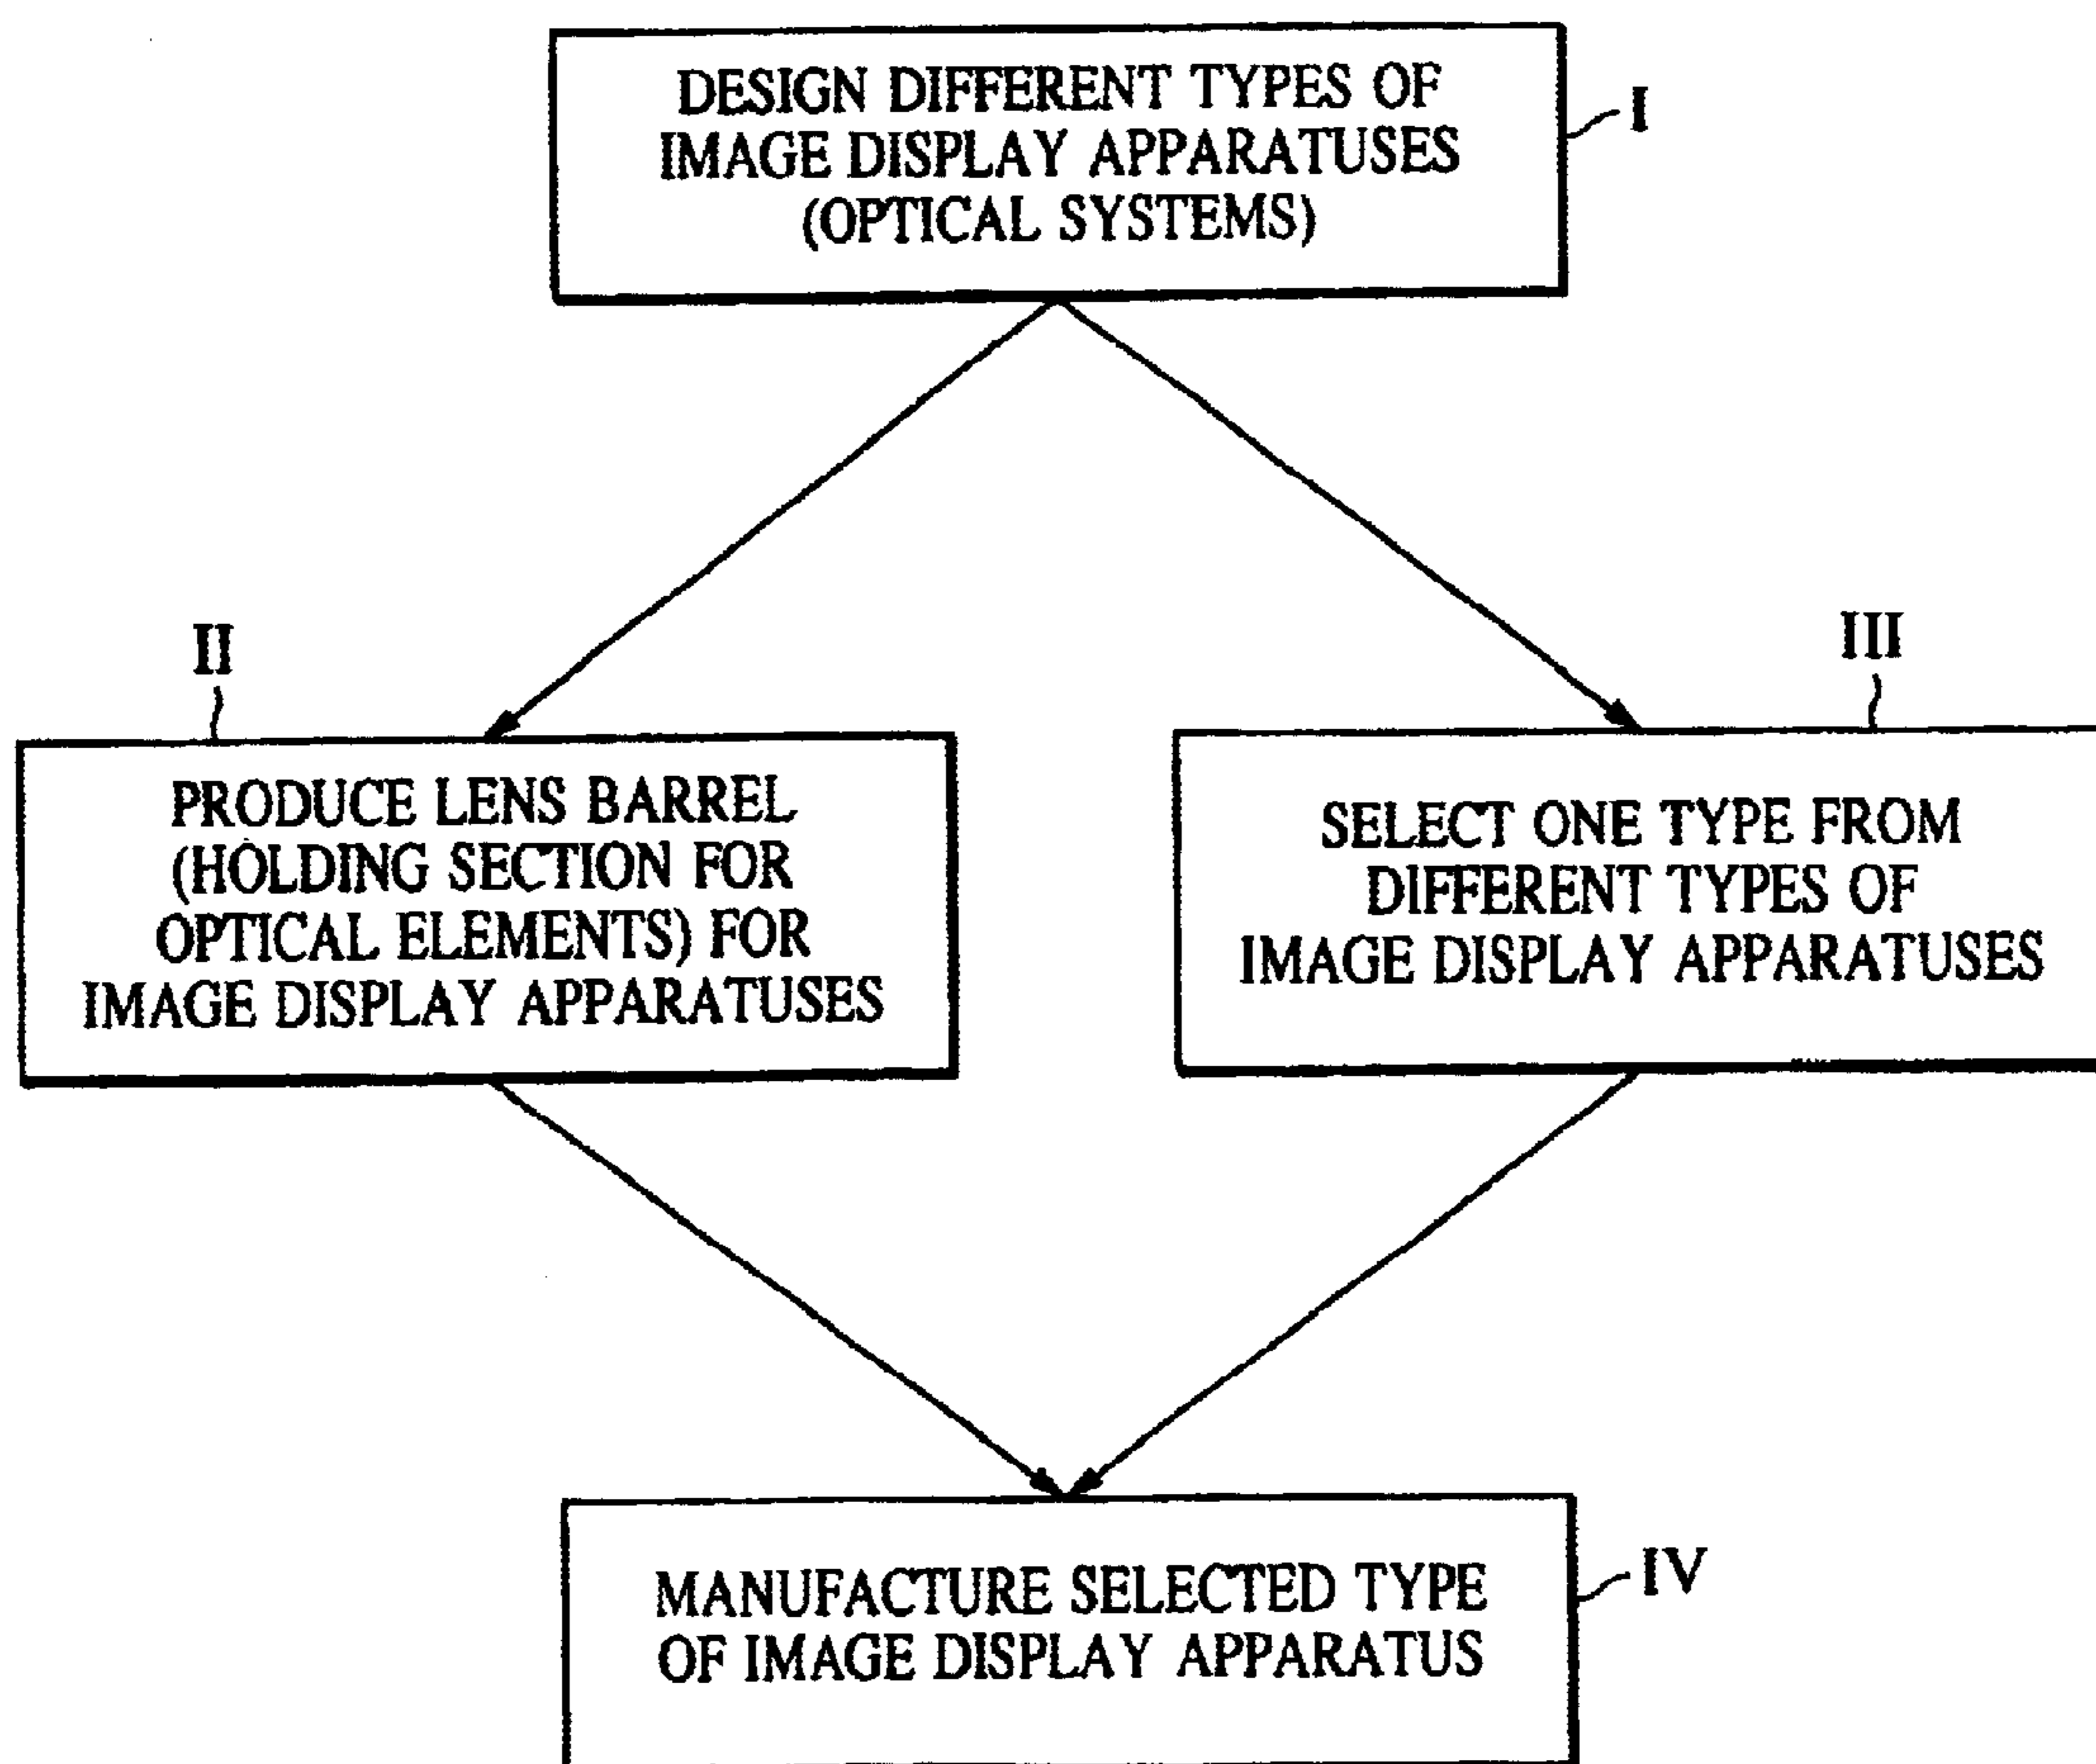 DESIGN DIFFERENT TYPES OF
IMAGE DISPLAY APPARATUSES
(OPTICAL SYSTEMS)
I
II
III
PRODUCE LENS BARREL
(HOLDING SECTION FOR
OPTICAL ELEMENTS) FOR
IMAGE DISPLAY APPARATUSES
SELECT ONE TYPE FROM
DIFFERENT TYPES OF
IMAGE DISPLAY APPARATUSES
MANUFACTURE SELECTED TYPE
OF IMAGE DISPLAY APPARATUS
IV